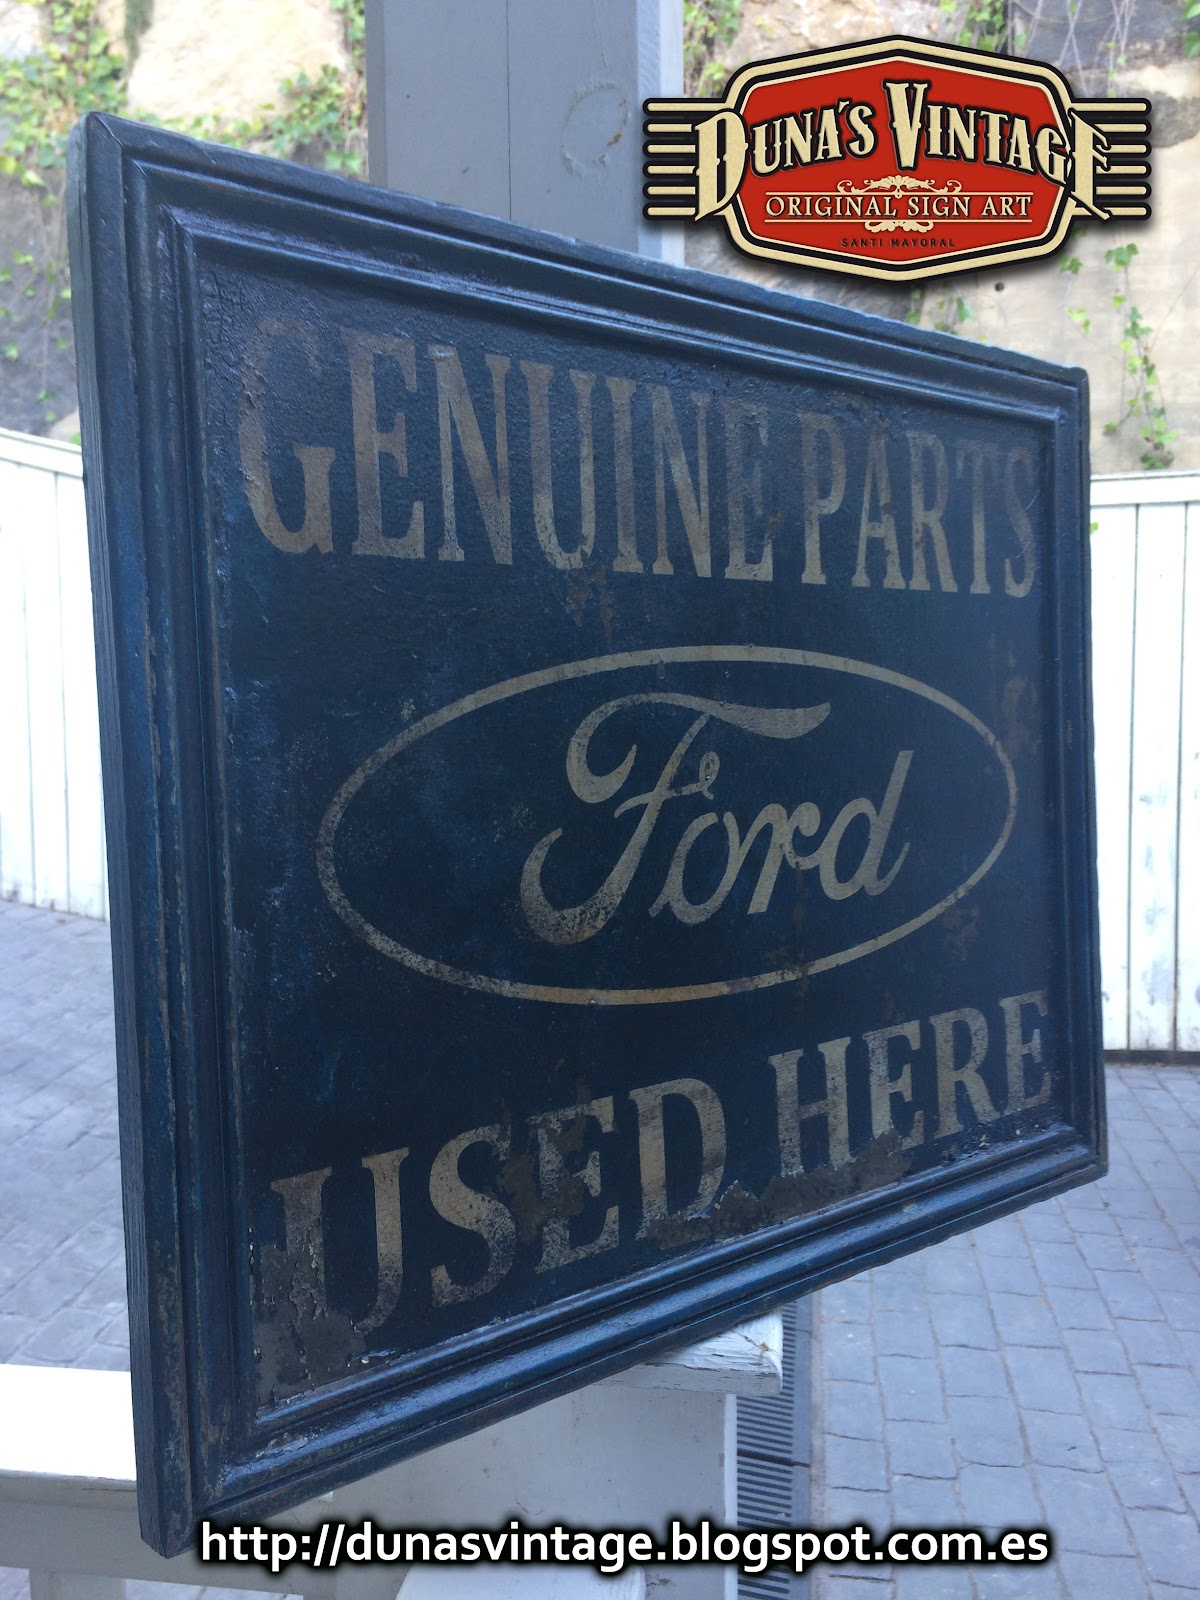 DUNA´S VINTAGE
ORIGINAL SIGN ART
SANTI MAYORAL
GENUINE PARTS
Ford
USED HERE
http://dunasvintage.blogspot.com.es